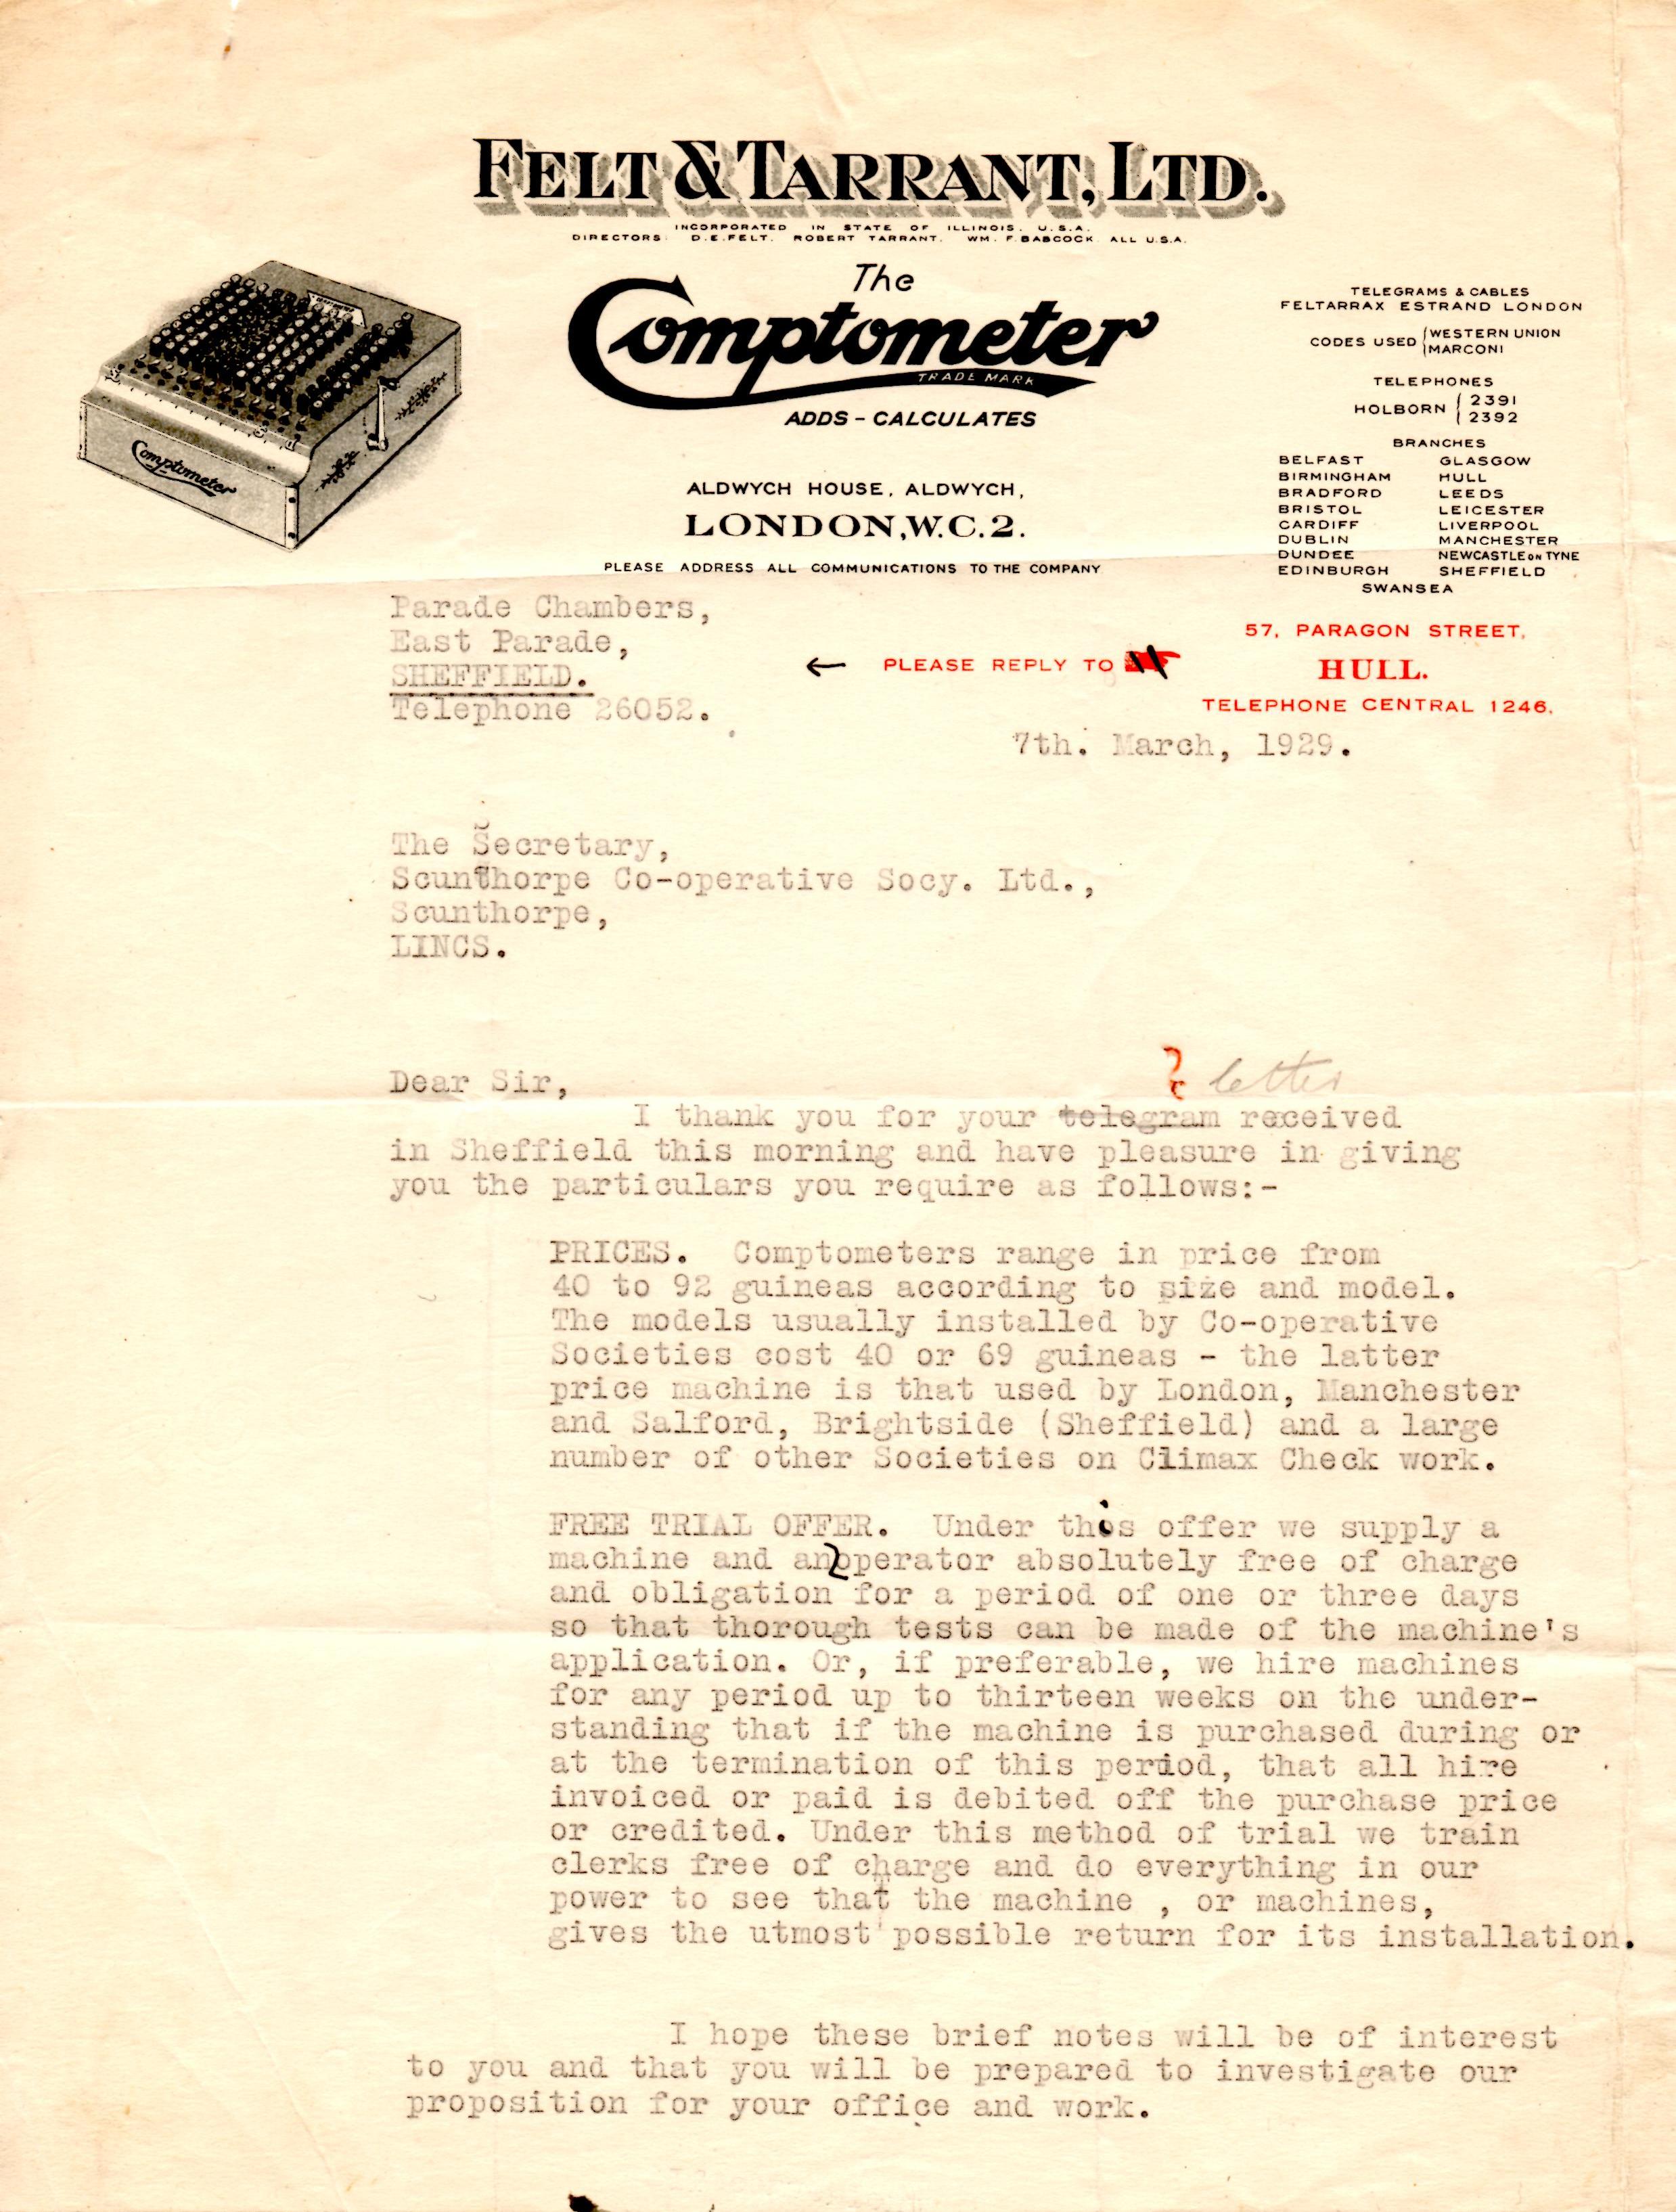 FELT & TARRANT, LTD.
INCORPORATED IN STATE OF ILLINOIS. U.S.A.
DIRECTORS: D.E.FELT. ROBERT TARRANT. WM. F. BABCOCK. ALL U.S.A.
The
Comptometer
TRADE MARK
ADDS - CALCULATES
Comptometer
ALDWYCH HOUSE, ALDWYCH,
LONDON, W.C.2.
PLEASE ADDRESS ALL COMMUNICATIONS TO THE COMPANY
TELEGRAMS & CABLES
FELTARRAX ESTRAND LONDON
CODES USED { WESTERN UNION
MARCONI
TELEPHONES
HOLBORN { 2391
2392
BRANCHES
BELFAST GLASGOW
BIRMINGHAM HULL
BRADFORD LEEDS
BRISTOL LEICESTER
CARDIFF LIVERPOOL
DUBLIN MANCHESTER
DUNDEE NEWCASTLE ON TYNE
EDINBURGH SHEFFIELD
SWANSEA
57, PARAGON STREET,
← PLEASE REPLY TO HULL.
TELEPHONE CENTRAL 1246.
Parade Chambers,
East Parade,
SHEFFIELD.
Telephone 26052.
7th. March, 1929.
The Secretary,
Scunthorpe Co-operative Socy. Ltd.,
Scunthorpe,
LINCS.
Dear Sir,
? letter
I thank you for your telegram received
in Sheffield this morning and have pleasure in giving
you the particulars you require as follows:-
PRICES. Comptometers range in price from
40 to 92 guineas according to size and model.
The models usually installed by Co-operative
Societies cost 40 or 69 guineas - the latter
price machine is that used by London, Manchester
and Salford, Brightside (Sheffield) and a large
number of other Societies on Climax Check work.
FREE TRIAL OFFER. Under this offer we supply a
machine and an operator absolutely free of charge
and obligation for a period of one or three days
so that thorough tests can be made of the machine's
application. Or, if preferable, we hire machines
for any period up to thirteen weeks on the under-
standing that if the machine is purchased during or
at the termination of this period, that all hire
invoiced or paid is debited off the purchase price
or credited. Under this method of trial we train
clerks free of charge and do everything in our
power to see that the machine , or machines,
gives the utmost possible return for its installation.
I hope these brief notes will be of interest
to you and that you will be prepared to investigate our
proposition for your office and work.